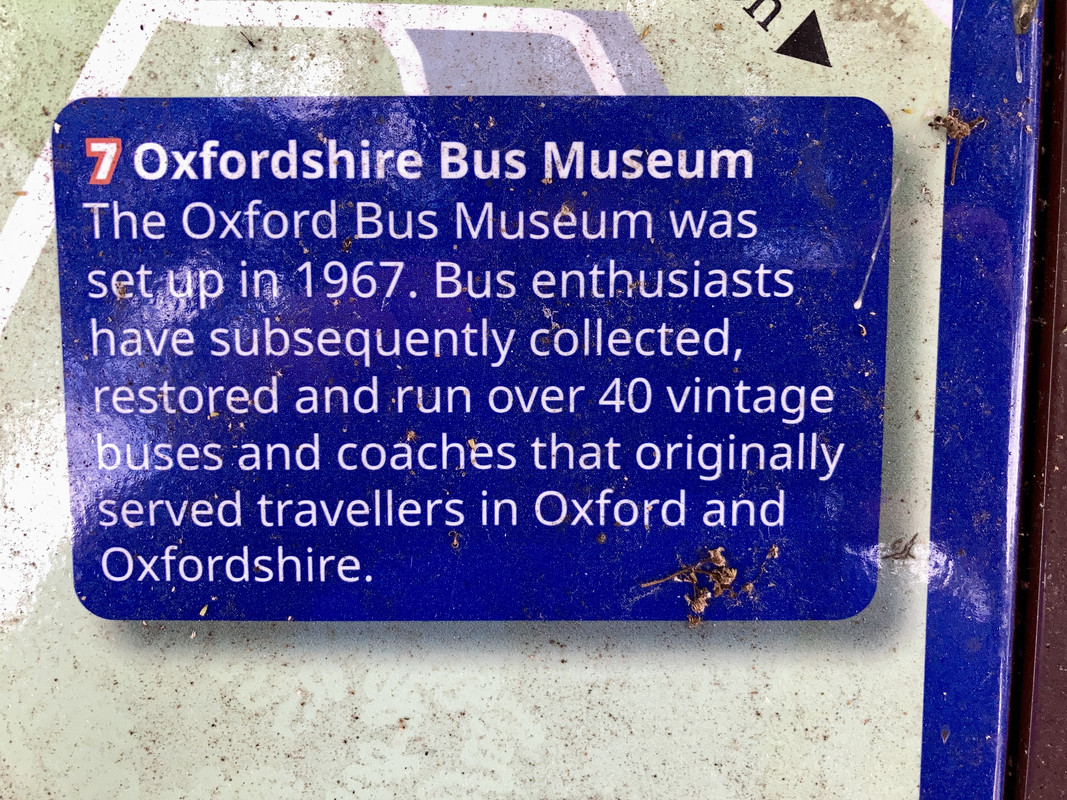 n
7 Oxfordshire Bus Museum
The Oxford Bus Museum was
set up in 1967. Bus enthusiasts
have subsequently collected,
restored and run over 40 vintage
buses and coaches that originally
served travellers in Oxford and
Oxfordshire.